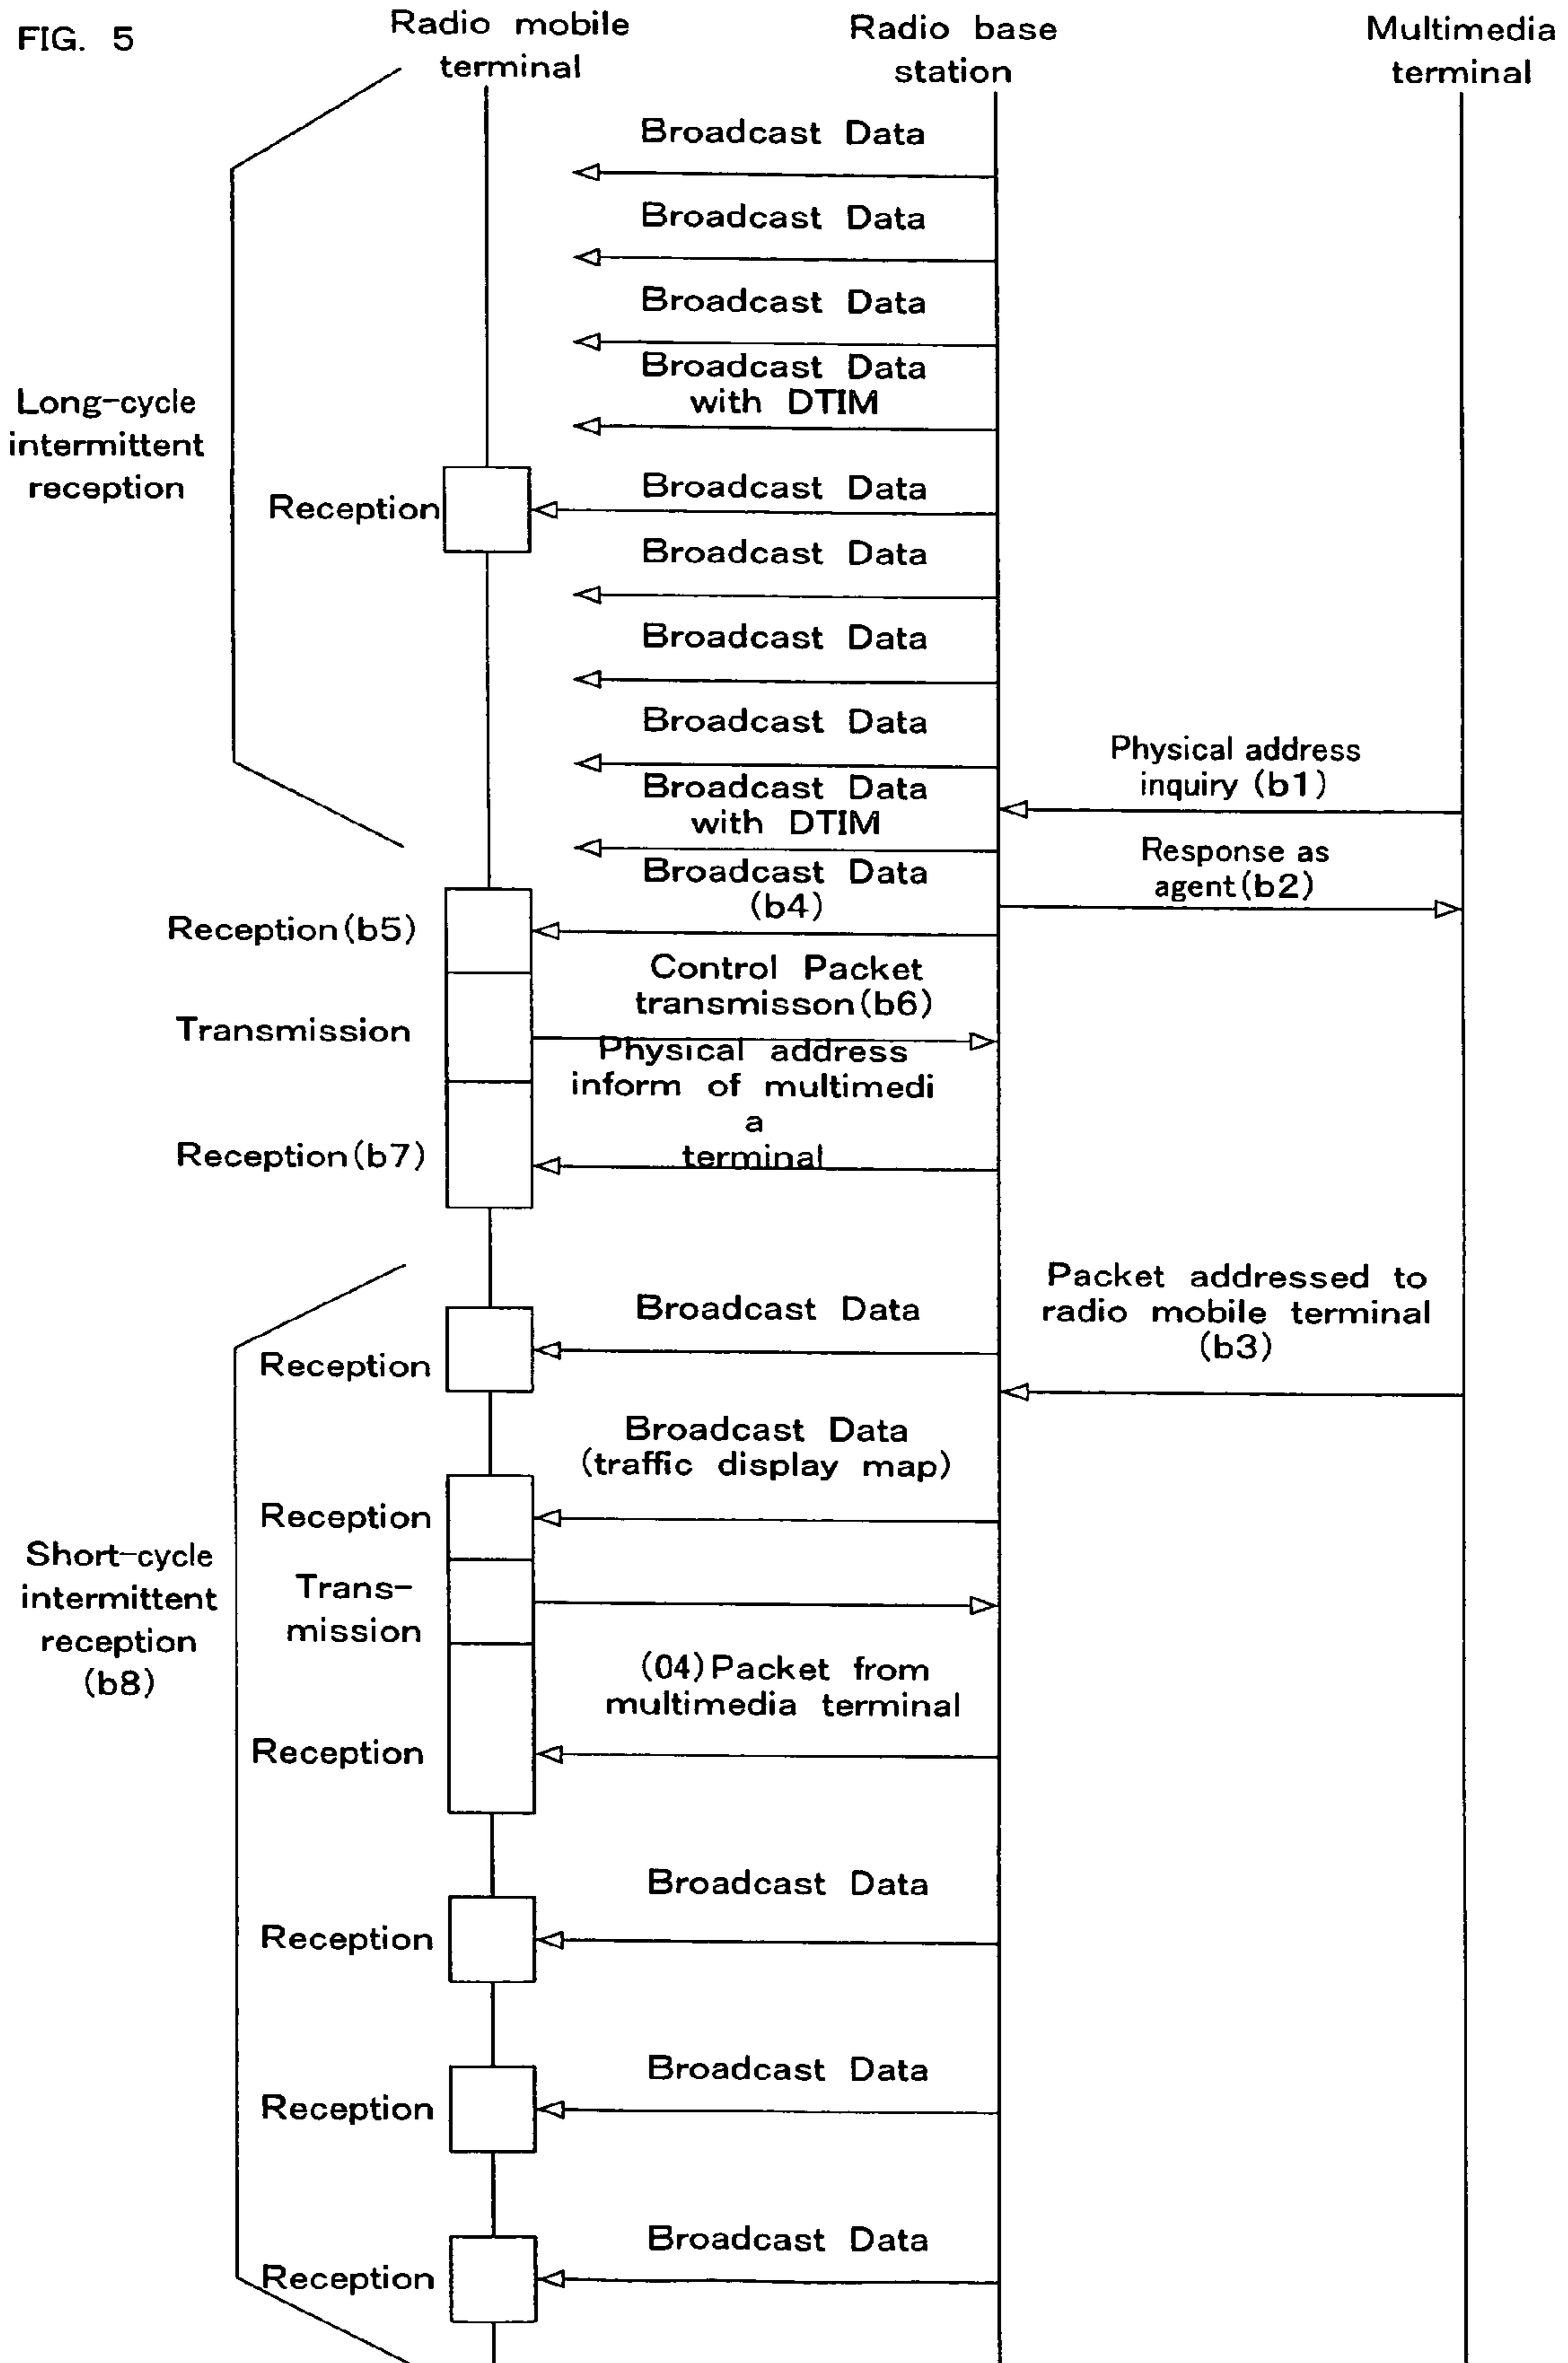 FIG. 5
Radio mobile
terminal
Radio base
station
Multimedia
terminal
Broadcast Data
Broadcast Data
Broadcast Data
Broadcast Data
with DTIM
Long-cycle
intermittent
reception
Reception
Broadcast Data
Broadcast Data
Broadcast Data
Broadcast Data
Physical address
inquiry (b1)
Broadcast Data
with DTIM
Response as
agent(b2)
Broadcast Data
(b4)
Reception(b5)
Control Packet
transmisson(b6)
Transmission
Physical address
inform of multimedi
a
terminal
Reception(b7)
Packet addressed to
radio mobile terminal
(b3)
Broadcast Data
Reception
Broadcast Data
(traffic display map)
Reception
Short-cycle
intermittent
reception
(b8)
Trans-
mission
(04)Packet from
multimedia terminal
Reception
Broadcast Data
Reception
Broadcast Data
Reception
Broadcast Data
Reception